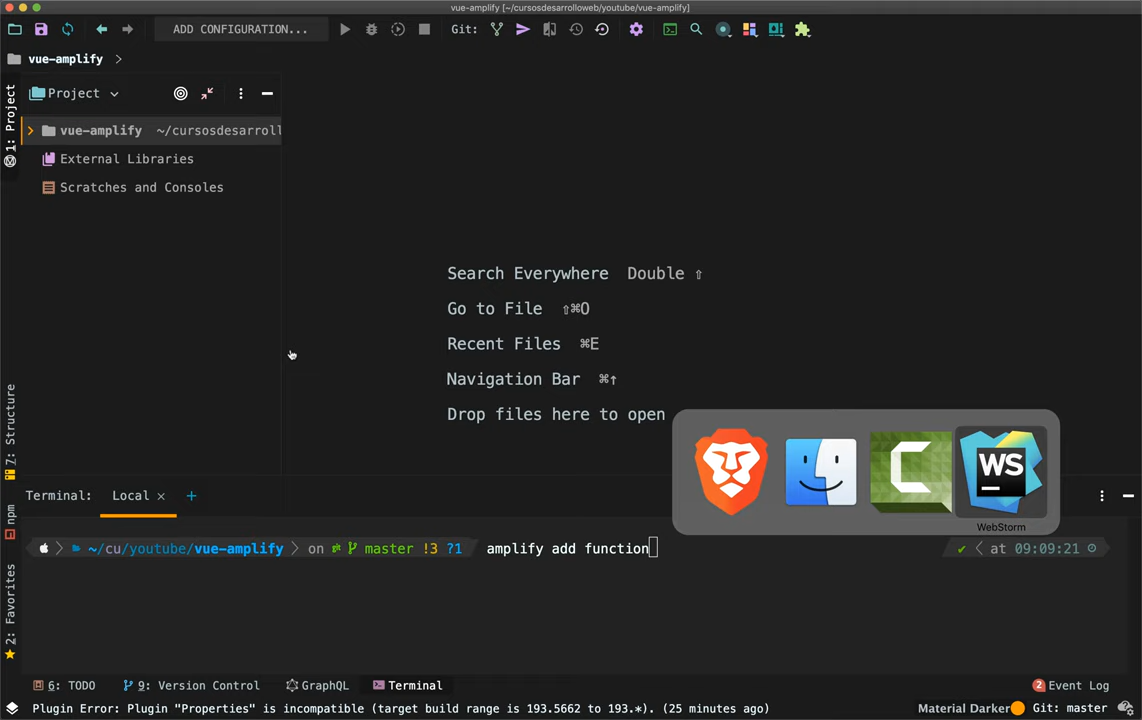 vue-amplify [~/cursosdesarrolloweb/youtube/vue-amplify]
ADD CONFIGURATION...
Git:
vue-amplify
1: Project
Project
vue-amplify ~/cursosdesarroll
External Libraries
Scratches and Consoles
Search Everywhere Double ⇧
Go to File ⇧⌘O
Recent Files ⌘E
Navigation Bar ⌘↑
Drop files here to open
WS
WebStorm
Z: Structure
npm
2: Favorites
Terminal: Local × +
~/cu/youtube/vue-amplify on master !3 ?1 amplify add function ✔ at 09:09:21
6: TODO 9: Version Control GraphQL Terminal 2 Event Log
Plugin Error: Plugin "Properties" is incompatible (target build range is 193.5662 to 193.*). (25 minutes ago) Material Darker Git: master